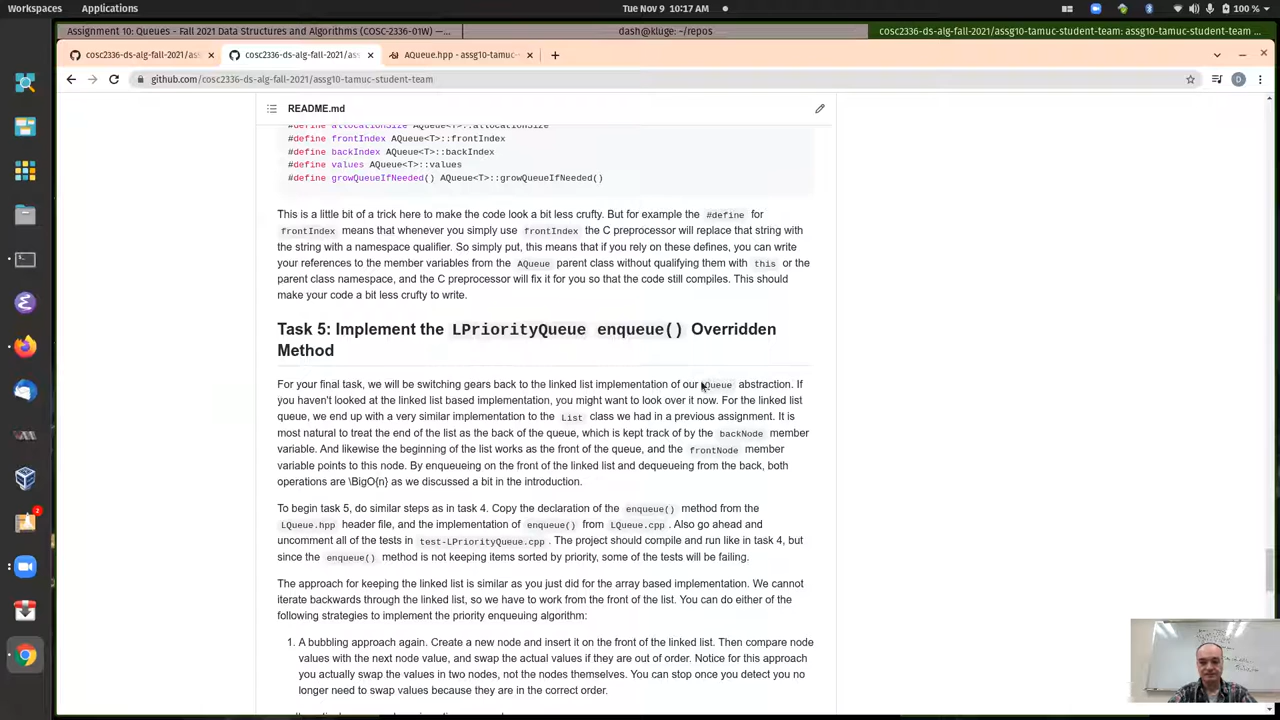 Overviews
Applications
Tue Nov 9 10:17 AM
100 %
Assignment 10: Queues - Fall 2021 Data Structures and Algorithms (COSC-2336-01W) —...
dash@kluge: ~/repos
cosc2336-ds-alg-fall-2021/assg10-tamuc-student-team: assg10-tamuc-student-team ...
cosc2336-ds-alg-fall-2021/ass
cosc2336-ds-alg-fall-2021/ass
AQueue.hpp - assg10-tamuc-
github.com/cosc2336-ds-alg-fall-2021/assg10-tamuc-student-team
D
README.md
#define allocationSize AQueue<T>::allocationSize
#define frontIndex AQueue<T>::frontIndex
#define backIndex AQueue<T>::backIndex
#define values AQueue<T>::values
#define growQueueIfNeeded() AQueue<T>::growQueueIfNeeded()
This is a little bit of a trick here to make the code look a bit less crufty. But for example the #define for
frontIndex means that whenever you simply use frontIndex the C preprocessor will replace that string with
the string with a namespace qualifier. So simply put, this means that if you rely on these defines, you can write
your references to the member variables from the AQueue parent class without qualifying them with this or the
parent class namespace, and the C preprocessor will fix it for you so that the code still compiles. This should
make your code a bit less crufty to write.
Task 5: Implement the LPriorityQueue enqueue() Overridden
Method
For your final task, we will be switching gears back to the linked list implementation of our Queue abstraction. If
you haven't looked at the linked list based implementation, you might want to look over it now. For the linked list
queue, we end up with a very similar implementation to the List class we had in a previous assignment. It is
most natural to treat the end of the list as the back of the queue, which is kept track of by the backNode member
variable. And likewise the beginning of the list works as the front of the queue, and the frontNode member
variable points to this node. By enqueueing on the front of the linked list and dequeueing from the back, both
operations are \BigO{n} as we discussed a bit in the introduction.
To begin task 5, do similar steps as in task 4. Copy the declaration of the enqueue() method from the
LQueue.hpp header file, and the implementation of enqueue() from LQueue.cpp . Also go ahead and
uncomment all of the tests in test-LPriorityQueue.cpp . The project should compile and run like in task 4, but
since the enqueue() method is not keeping items sorted by priority, some of the tests will be failing.
The approach for keeping the linked list is similar as you just did for the array based implementation. We cannot
iterate backwards through the linked list, so we have to work from the front of the list. You can do either of the
following strategies to implement the priority enqueuing algorithm:
1. A bubbling approach again. Create a new node and insert it on the front of the linked list. Then compare node
values with the next node value, and swap the actual values if they are out of order. Notice for this approach
you actually swap the values in two nodes, not the nodes themselves. You can stop once you detect you no
longer need to swap values because they are in the correct order.